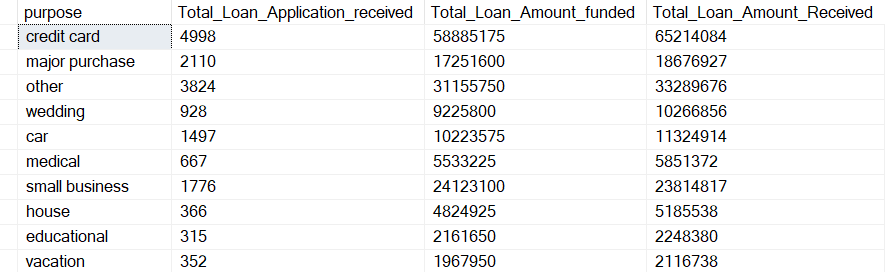 purpose Total_Loan_Application_received Total_Loan_Amount_funded Total_Loan_Amount_Received
credit card 4998 58885175 65214084
major purchase 2110 17251600 18676927
other 3824 31155750 33289676
wedding 928 9225800 10266856
car 1497 10223575 11324914
medical 667 5533225 5851372
small business 1776 24123100 23814817
house 366 4824925 5185538
educational 315 2161650 2248380
vacation 352 1967950 2116738